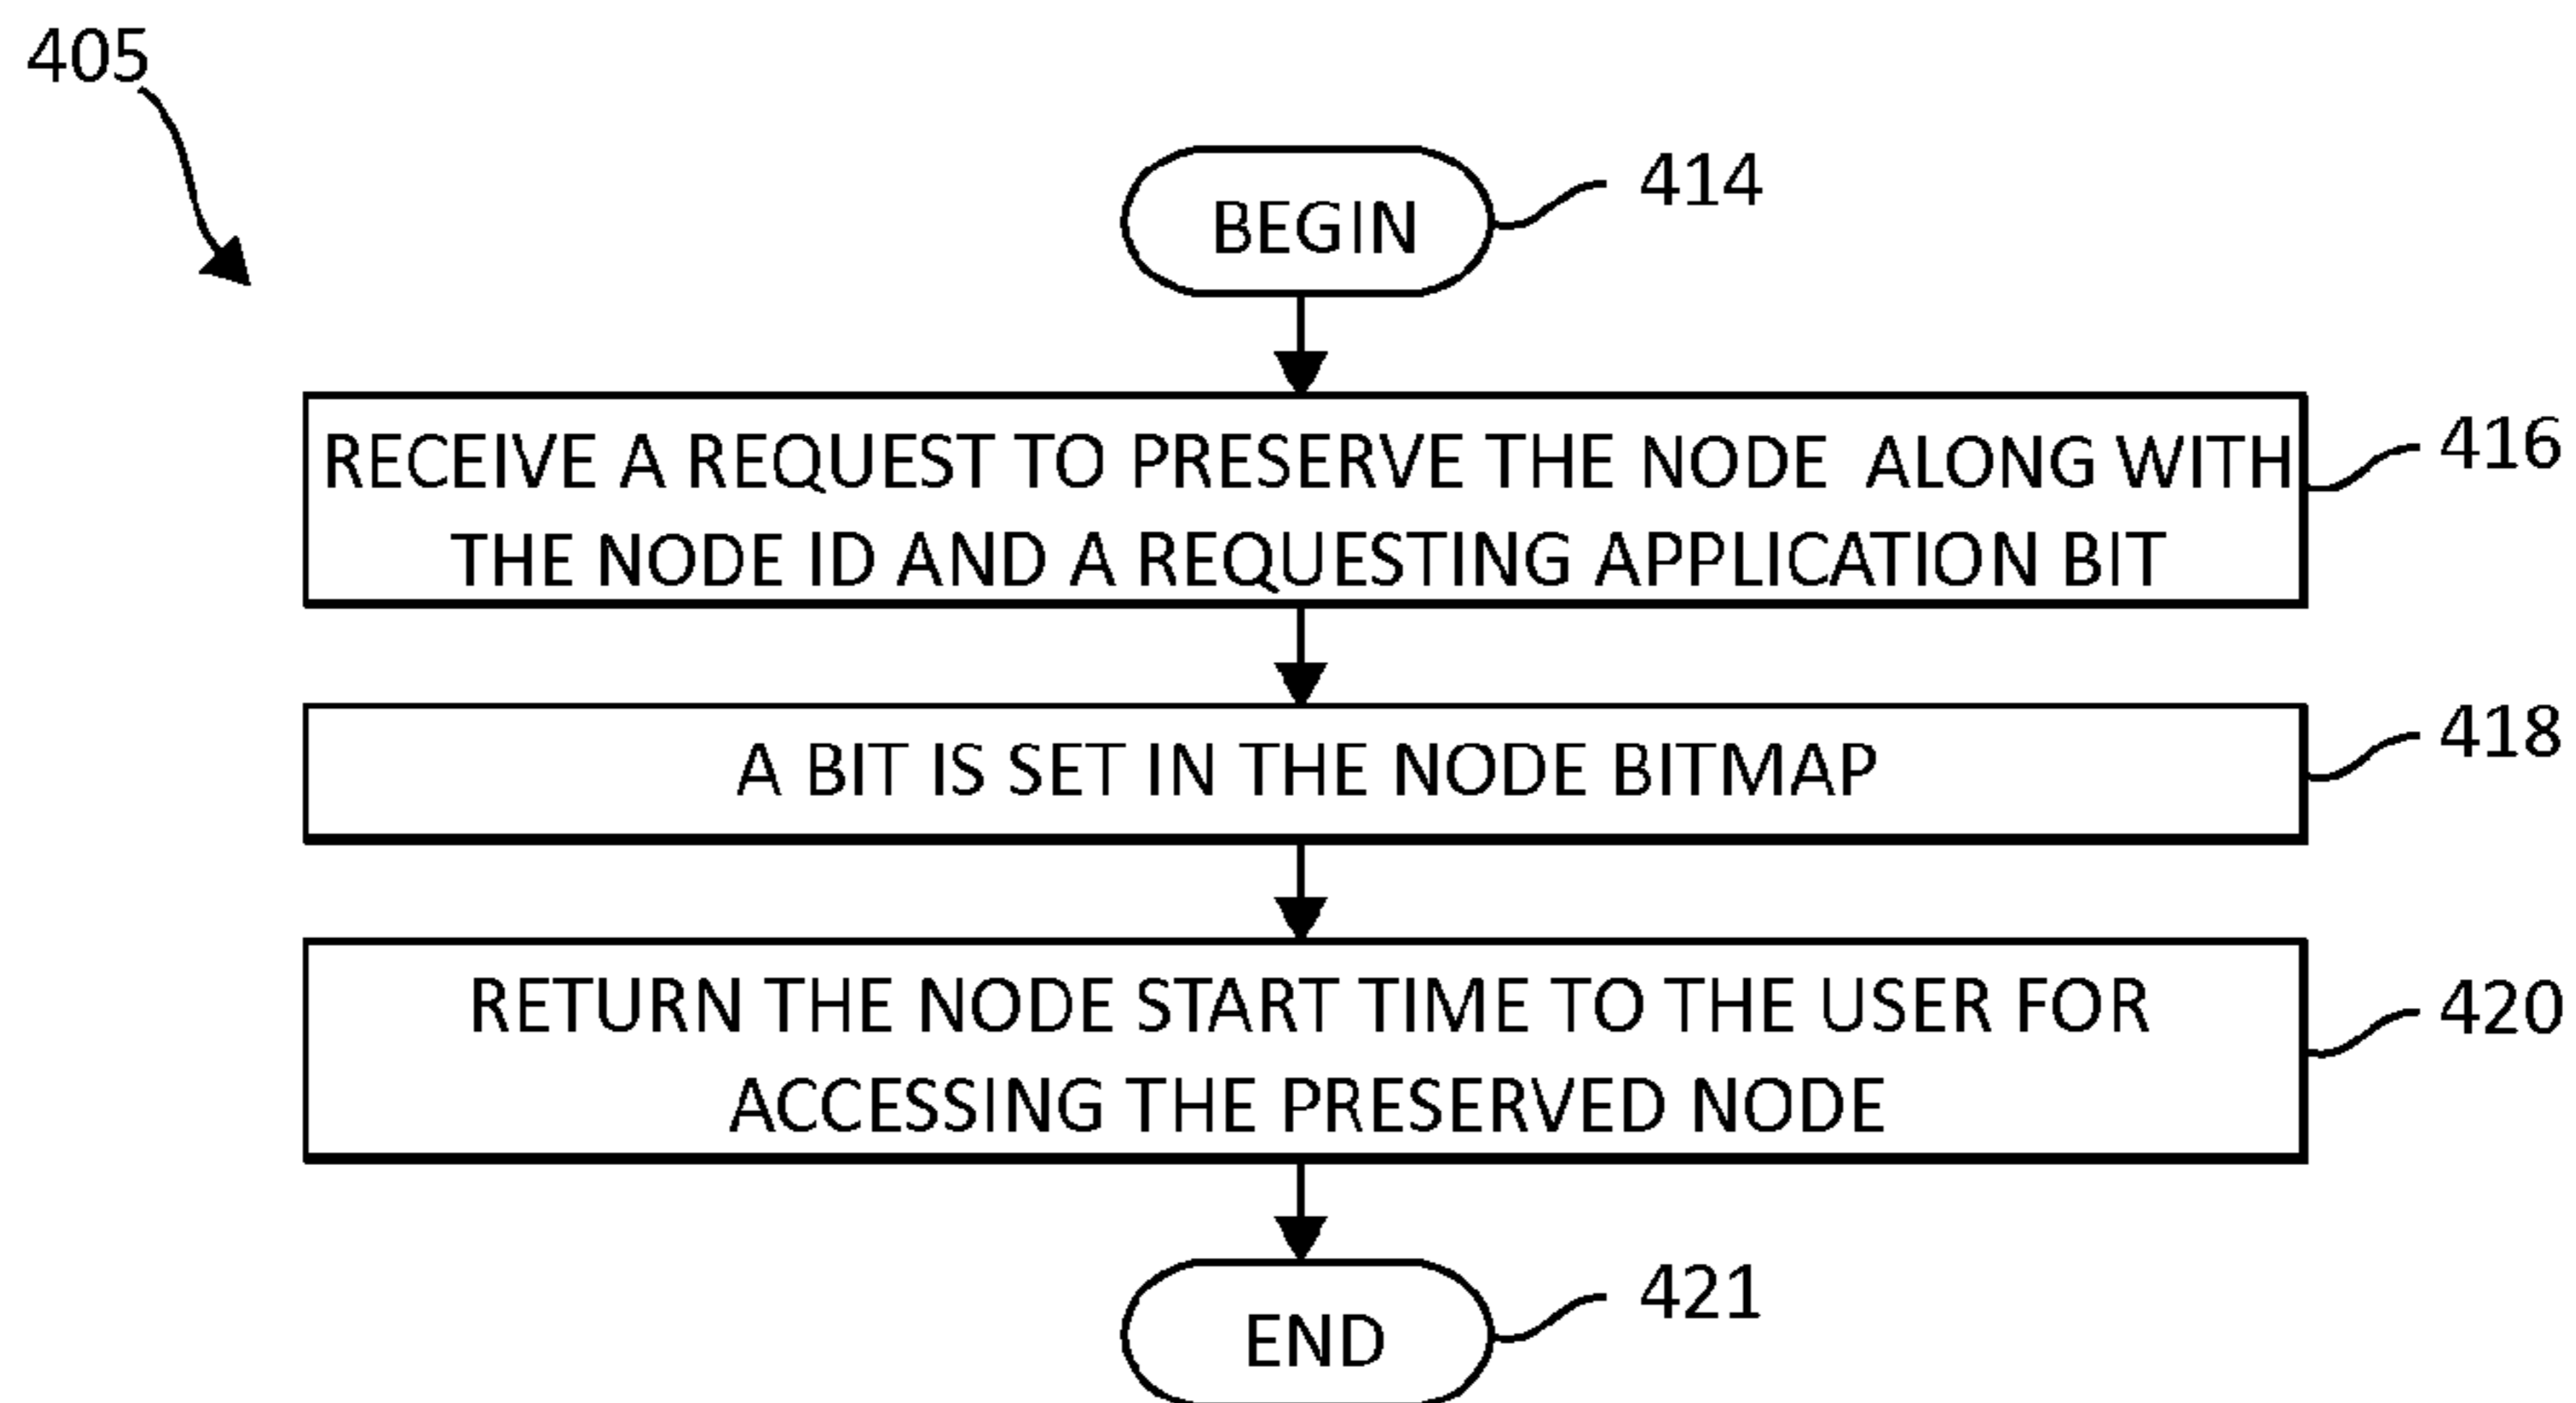 405
BEGIN
414
RECEIVE A REQUEST TO PRESERVE THE NODE ALONG WITH
THE NODE ID AND A REQUESTING APPLICATION BIT
416
A BIT IS SET IN THE NODE BITMAP
418
RETURN THE NODE START TIME TO THE USER FOR
ACCESSING THE PRESERVED NODE
420
END
421